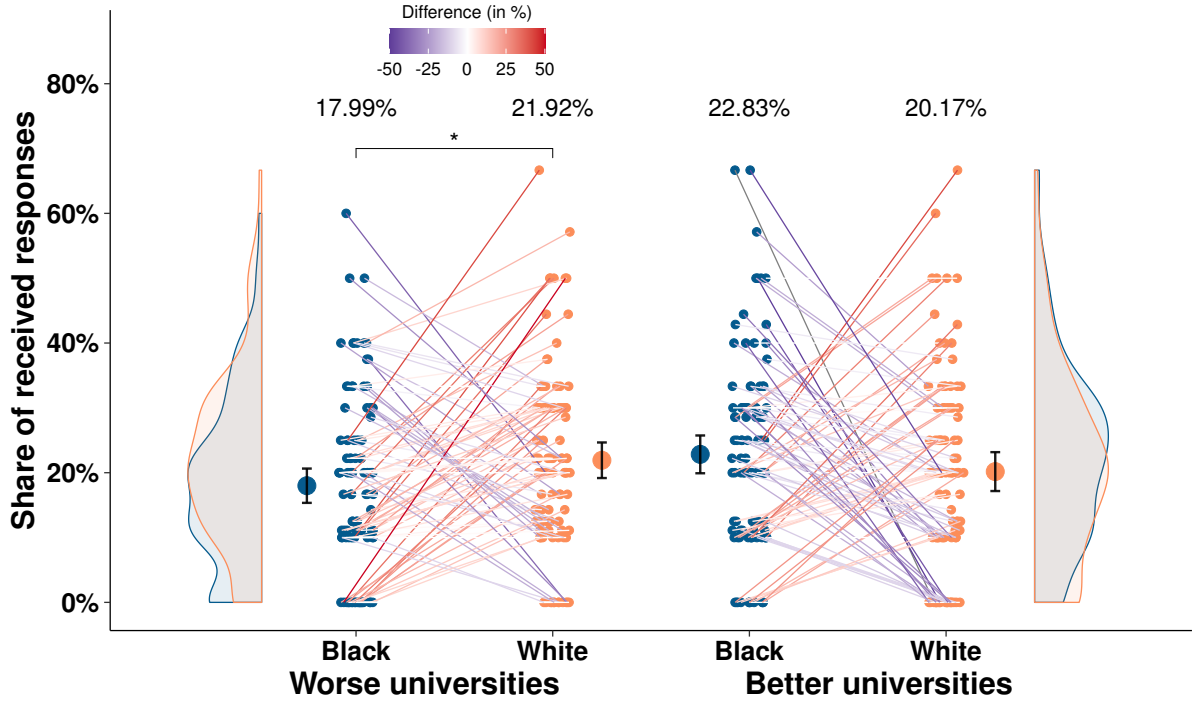 Difference (in %)
-50 -25 0 25 50
80%
60%
40%
20%
0%
Share of received responses
17.99% 21.92% 22.83% 20.17%
*
Black White Black White
Worse universities Better universities